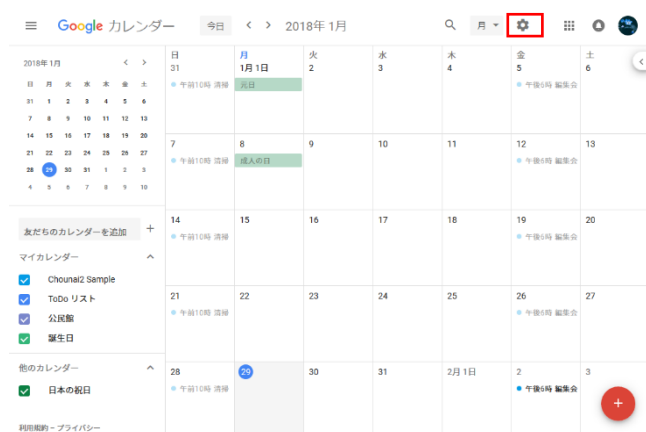 Google カレンダー 今日 < > 2018年 1月 月
2018年 1月 < >
日 月 火 水 木 金 土
31 1 2 3 4 5 6
7 8 9 10 11 12 13
14 15 16 17 18 19 20
21 22 23 24 25 26 27
28 29 30 31 1 2 3
4 5 6 7 8 9 10
友だちのカレンダーを追加 +
マイカレンダー
Chounai2 Sample
ToDo リスト
公民館
誕生日
他のカレンダー
日本の祝日
利用規約 – プライバシー
日 月 火 水 木 金 土
31 1月 1日 2 3 4 5 6
午前10時 清掃 元日 午後6時 編集会
7 8 9 10 11 12 13
午前10時 清掃 成人の日 午後6時 編集会
14 15 16 17 18 19 20
午前10時 清掃 午後6時 編集会
21 22 23 24 25 26 27
午前10時 清掃 午後6時 編集会
28 29 30 31 2月 1日 2 3
午前10時 清掃 午後6時 編集会
+